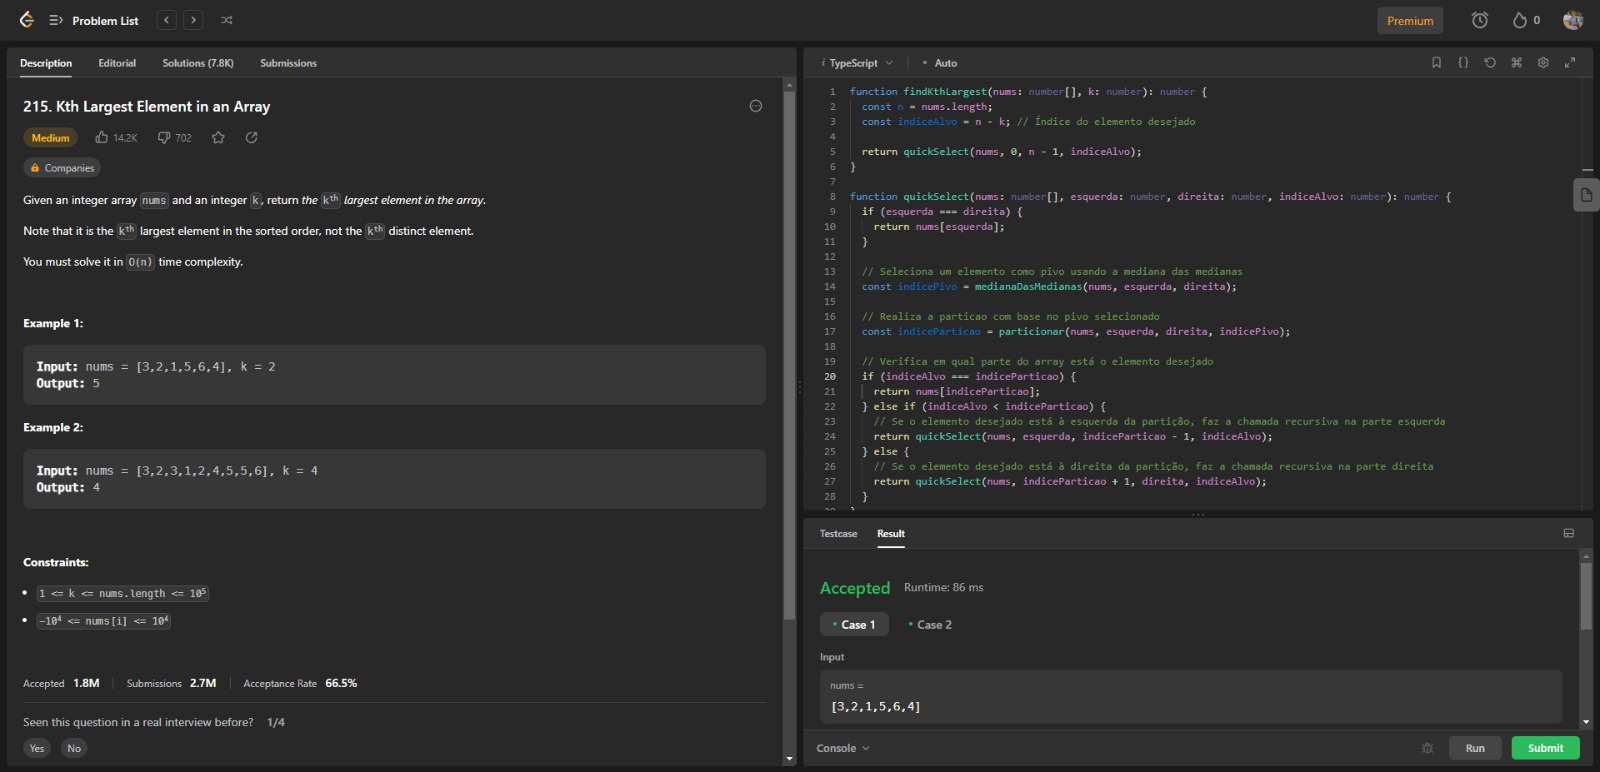 Problem List
Premium
0
Description Editorial Solutions (7.8K) Submissions
215. Kth Largest Element in an Array
Medium 14.2K 702
Companies
Given an integer array nums and an integer k, return the kth largest element in the array.
Note that it is the kth largest element in the sorted order, not the kth distinct element.
You must solve it in O(n) time complexity.
Example 1:
Input: nums = [3,2,1,5,6,4], k = 2
Output: 5
Example 2:
Input: nums = [3,2,3,1,2,4,5,5,6], k = 4
Output: 4
Constraints:
• 1 <= k <= nums.length <= 10⁵
• -10⁴ <= nums[i] <= 10⁴
Accepted 1.8M Submissions 2.7M Acceptance Rate 66.5%
Seen this question in a real interview before? 1/4
Yes No
i TypeScript • Auto
1 function findKthLargest(nums: number[], k: number): number {
2 const n = nums.length;
3 const indiceAlvo = n - k; // Índice do elemento desejado
4
5 return quickSelect(nums, 0, n - 1, indiceAlvo);
6 }
7
8 function quickSelect(nums: number[], esquerda: number, direita: number, indiceAlvo: number): number {
9 if (esquerda === direita) {
10 return nums[esquerda];
11 }
12
13 // Seleciona um elemento como pivo usando a mediana das medianas
14 const indicePivo = medianaDasMedianas(nums, esquerda, direita);
15
16 // Realiza a particao com base no pivo selecionado
17 const indiceParticao = particionar(nums, esquerda, direita, indicePivo);
18
19 // Verifica em qual parte do array está o elemento desejado
20 if (indiceAlvo === indiceParticao) {
21 return nums[indiceParticao];
22 } else if (indiceAlvo < indiceParticao) {
23 // Se o elemento desejado está à esquerda da partição, faz a chamada recursiva na parte esquerda
24 return quickSelect(nums, esquerda, indiceParticao - 1, indiceAlvo);
25 } else {
26 // Se o elemento desejado está à direita da partição, faz a chamada recursiva na parte direita
27 return quickSelect(nums, indiceParticao + 1, direita, indiceAlvo);
28 }
29 }
Testcase Result
Accepted Runtime: 86 ms
• Case 1 • Case 2
Input
nums =
[3,2,1,5,6,4]
Console
Run Submit